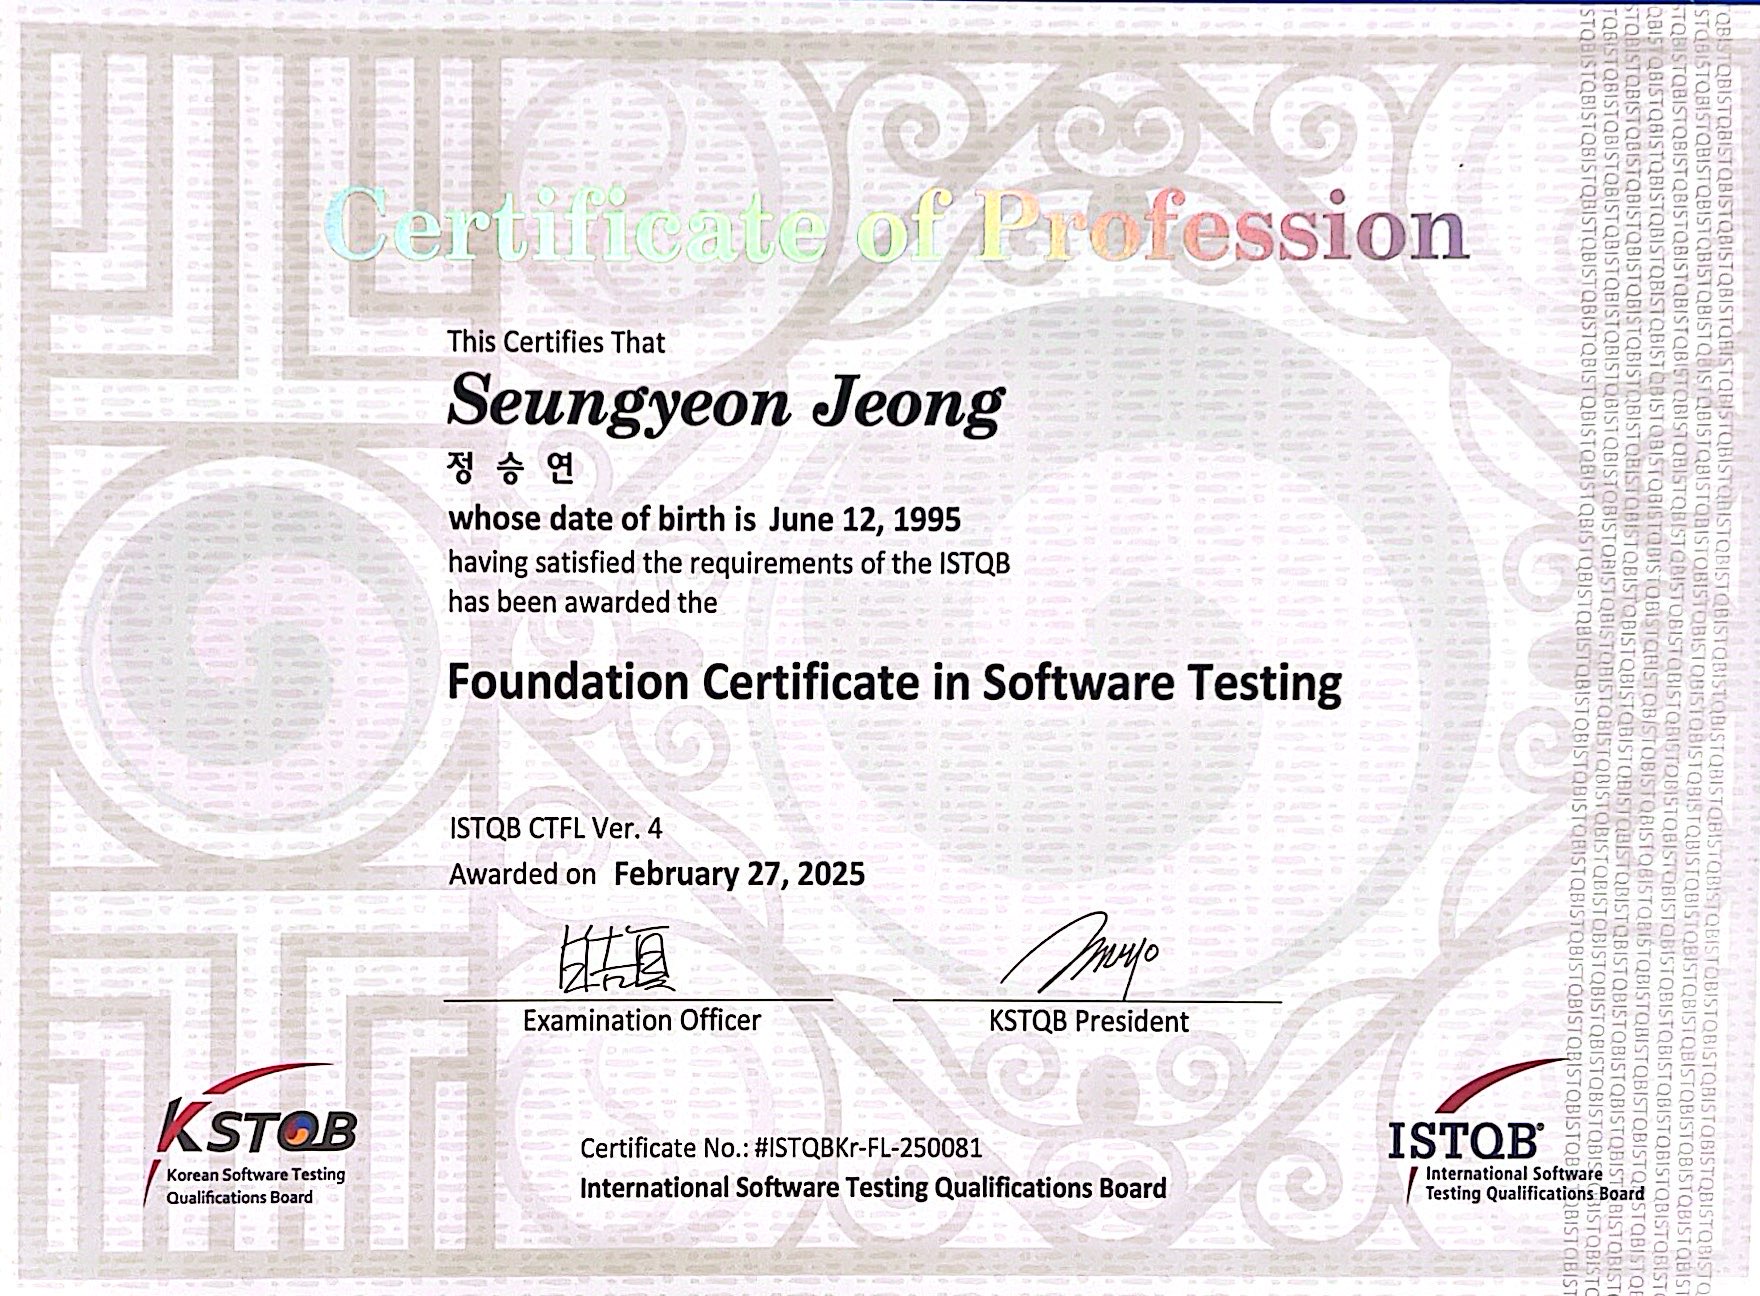 Certificate of Profession
This Certifies That
Seungyeon Jeong
정 승 연
whose date of birth is June 12, 1995
having satisfied the requirements of the ISTQB
has been awarded the
Foundation Certificate in Software Testing
ISTQB CTFL Ver. 4
Awarded on February 27, 2025
Examination Officer
KSTQB President
KSTQB
Korean Software Testing
Qualifications Board
Certificate No.: #ISTQBKr-FL-250081
International Software Testing Qualifications Board
ISTQB®
International Software
Testing Qualifications Board